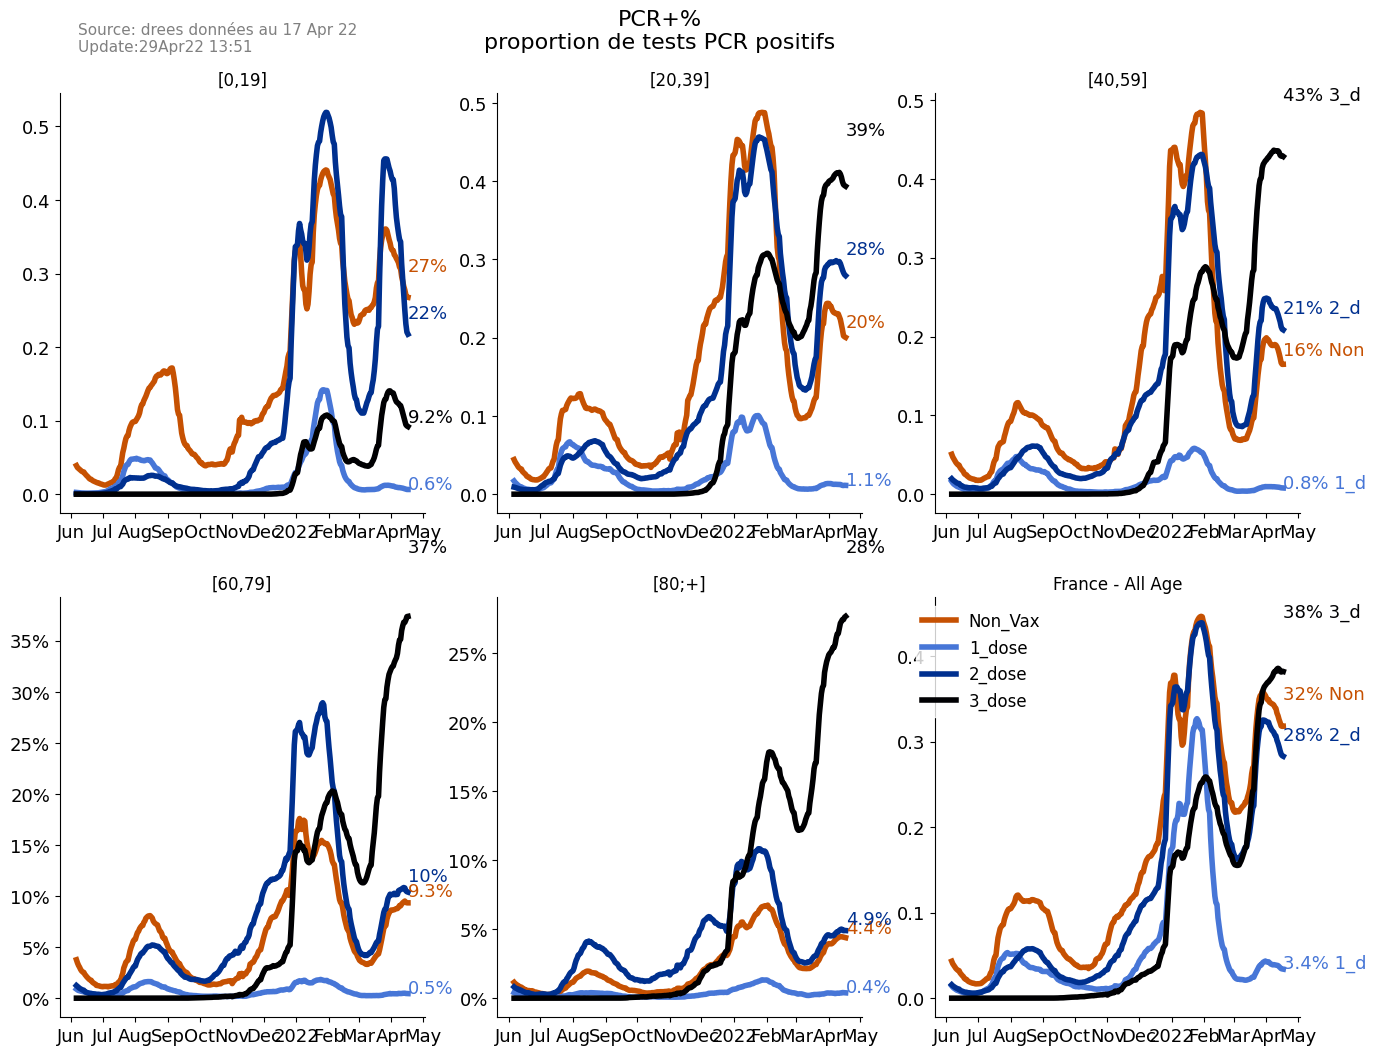 PCR+%
proportion de tests PCR positifs
Source: drees données au 17 Apr 22
Update:29Apr22 13:51
[0,19]
0.5
0.4
0.3
0.2
0.1
0.0
27%
22%
9.2%
0.6%
Jun Jul Aug Sep Oct Nov Dec 2022 Feb Mar Apr May
[20,39]
0.5
0.4
0.3
0.2
0.1
0.0
39%
28%
20%
1.1%
Jun Jul Aug Sep Oct Nov Dec 2022 Feb Mar Apr May
[40,59]
0.5
0.4
0.3
0.2
0.1
0.0
43% 3_d
21% 2_d
16% Non
0.8% 1_d
Jun Jul Aug Sep Oct Nov Dec 2022 Feb Mar Apr May
37%
[60,79]
35%
30%
25%
20%
15%
10%
5%
0%
10%
9.3%
0.5%
Jun Jul Aug Sep Oct Nov Dec 2022 Feb Mar Apr May
28%
[80;+]
25%
20%
15%
10%
5%
0%
4.9%
4.4%
0.4%
Jun Jul Aug Sep Oct Nov Dec 2022 Feb Mar Apr May
France - All Age
Non_Vax
1_dose
2_dose
3_dose
0.4
0.3
0.2
0.1
0.0
38% 3_d
32% Non
28% 2_d
3.4% 1_d
Jun Jul Aug Sep Oct Nov Dec 2022 Feb Mar Apr May